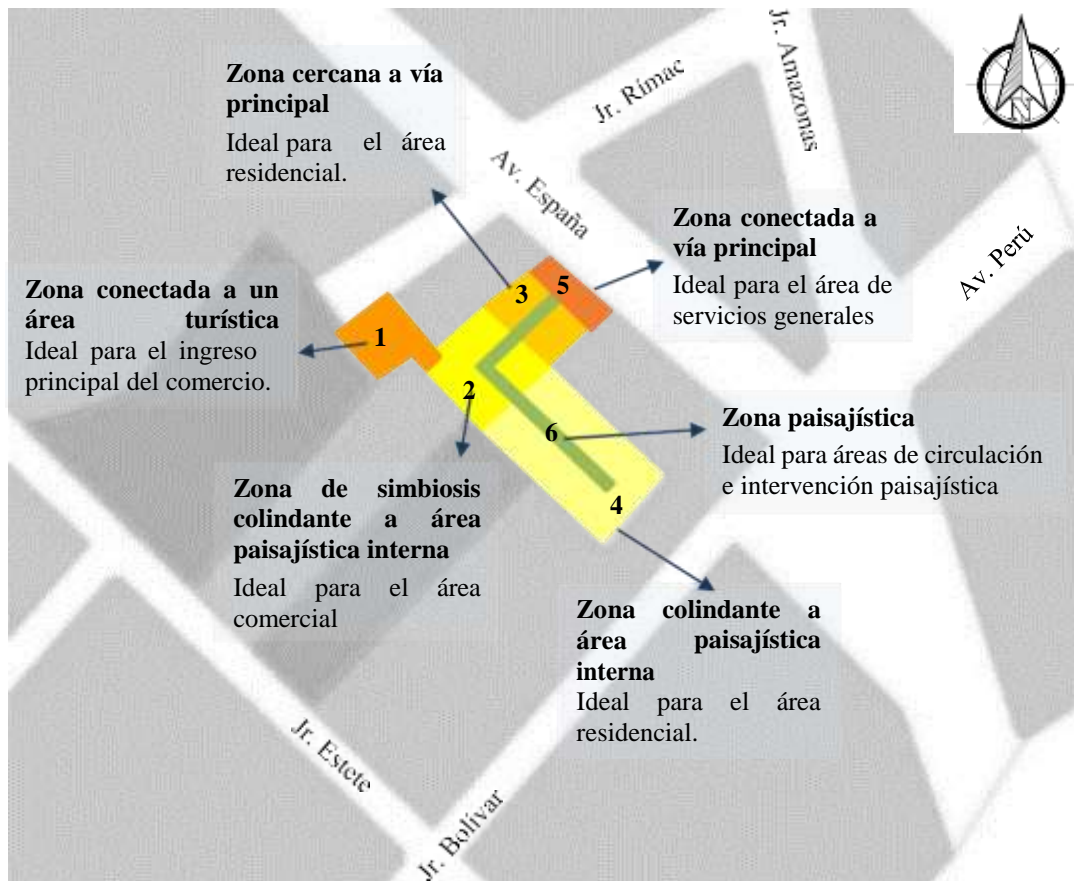 Zona cercana a vía
principal
Ideal para el área
residencial.
Jr. Rímac
Jr. Amazonas
N
Av. España
Zona conectada a
vía principal
Ideal para el área de
servicios generales
Av. Perú
Zona conectada a un
área turística
Ideal para el ingreso
principal del comercio.
1
2
3
5
6
4
Zona paisajística
Ideal para áreas de circulación
e intervención paisajística
Zona de simbiosis
colindante a área
paisajística interna
Ideal para el área
comercial
Zona colindante a
área paisajística
interna
Ideal para el área
residencial.
Jr. Estete
Jr. Bolívar